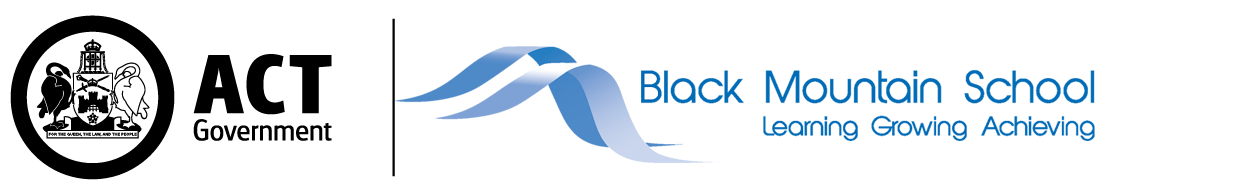 FOR THE QUEEN, THE LAW, AND THE PEOPLE
ACT
Government
Black Mountain School
Learning Growing Achieving